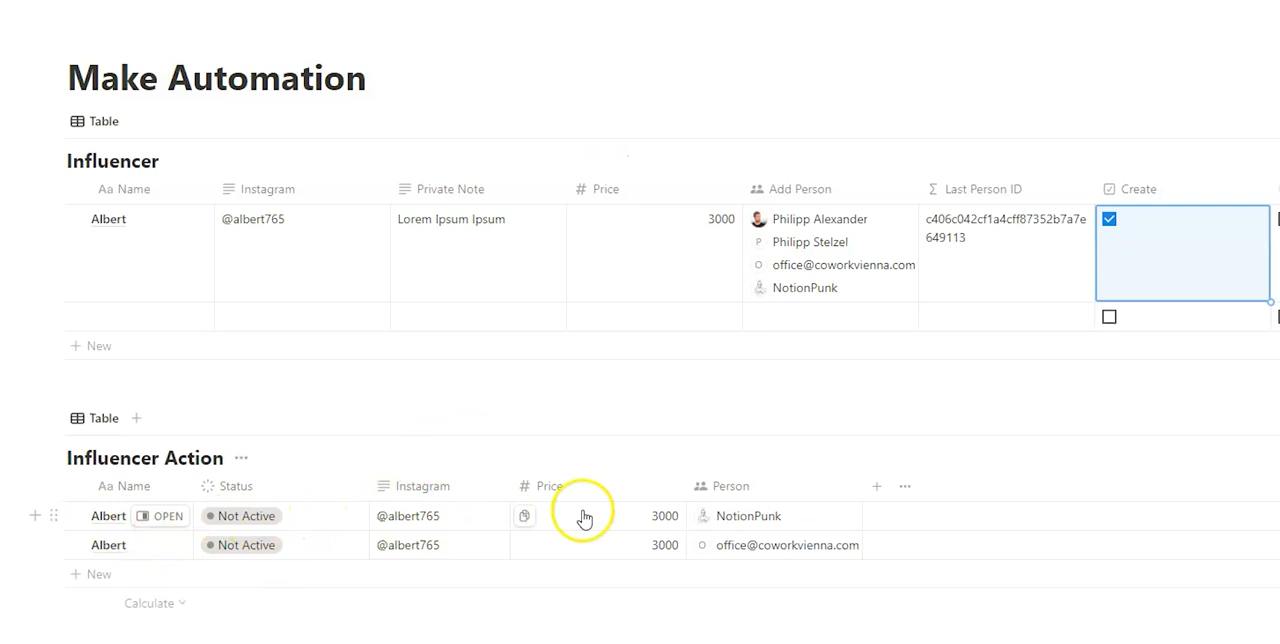 Make Automation
Table
Influencer
Aa Name Instagram Private Note # Price Add Person Σ Last Person ID Create
Albert @albert765 Lorem Ipsum Ipsum 3000 Philipp Alexander c406c042cf1a4cff87352b7a7e
P Philipp Stelzel 649113
O office@coworkvienna.com
NotionPunk
+ New
Table +
Influencer Action ...
Aa Name Status Instagram # Price Person + ...
Albert OPEN Not Active @albert765 3000 NotionPunk
Albert Not Active @albert765 3000 O office@coworkvienna.com
+ New
Calculate